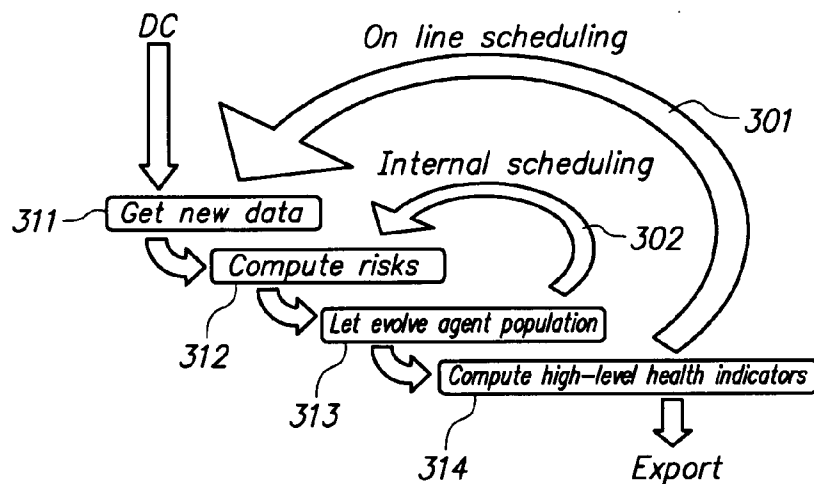 DC
On line scheduling
301
Internal scheduling
311
Get new data
302
Compute risks
312
Let evolve agent population
313
Compute high-level health indicators
314
Export